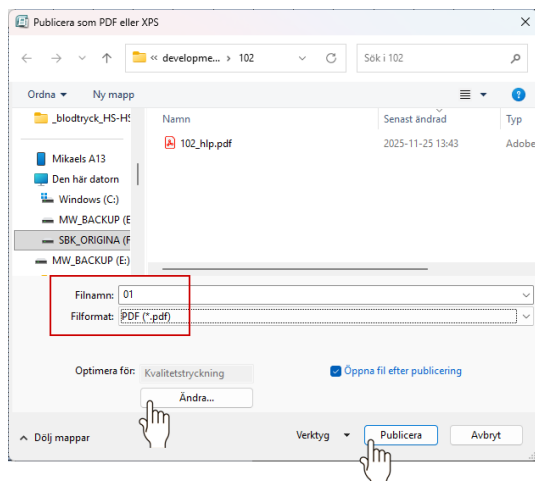 Publicera som PDF eller XPS
« developme... › 102
Sök i 102
Ordna
Ny mapp
_blodtryck_HS-HS
Namn
Senast ändrad
Typ
102_hlp.pdf
2025-11-25 13:43
Adobe
Mikaels A13
Den här datorn
Windows (C:)
MW_BACKUP (E
SBK_ORIGINA (F
MW_BACKUP (E:)
Filnamn: 01
Filformat: PDF (*.pdf)
Optimera för: Kvalitetstryckning
Öppna fil efter publicering
Ändra...
Dölj mappar
Verktyg
Publicera
Avbryt